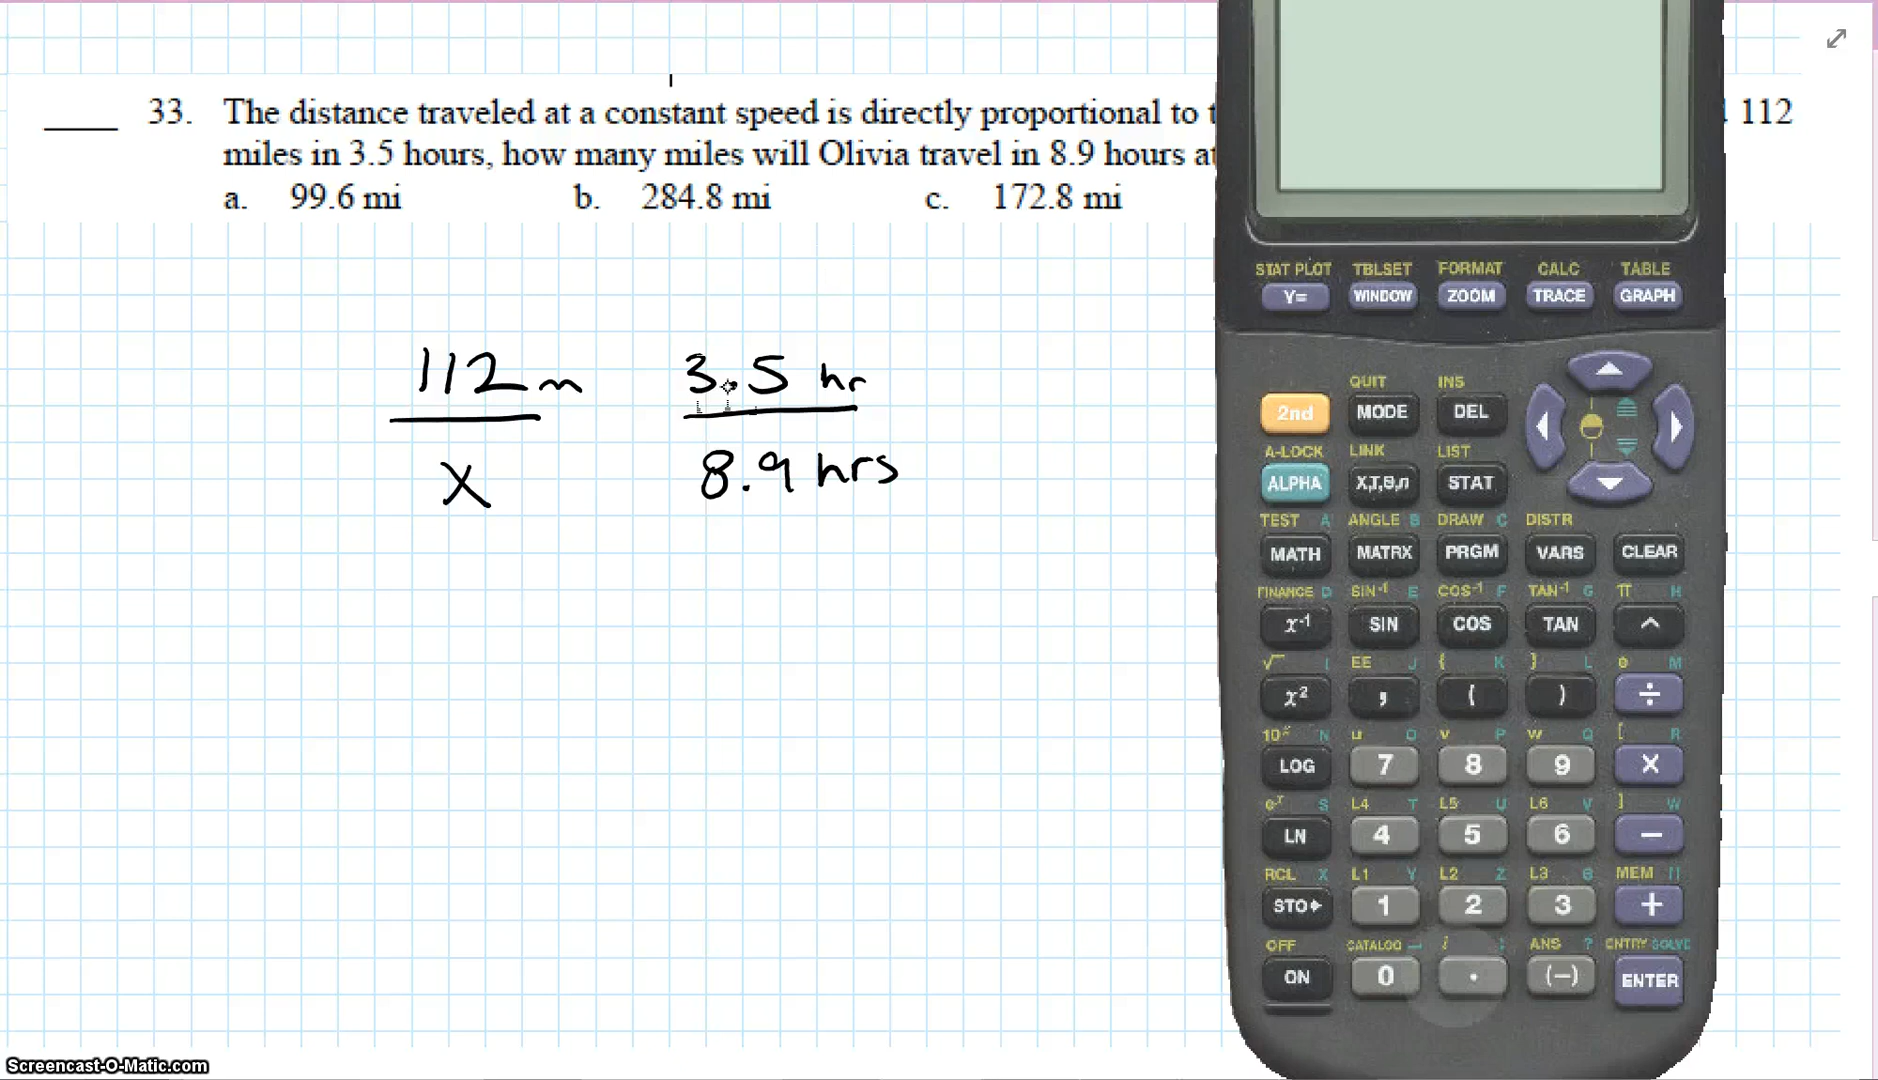 ____ 33. The distance traveled at a constant speed is directly proportional to t 112
miles in 3.5 hours, how many miles will Olivia travel in 8.9 hours at
a. 99.6 mi b. 284.8 mi c. 172.8 mi
112 m 3.5 hr
x 8.9 hrs
STAT PLOT TBLSET FORMAT CALC TABLE
Y= WINDOW ZOOM TRACE GRAPH
QUIT INS
2nd MODE DEL
A-LOCK LINK LIST
ALPHA X,T,θ,n STAT
TEST A ANGLE B DRAW C DISTR
MATH MATRX PRGM VARS CLEAR
FINANCE D SIN⁻¹ E COS⁻¹ F TAN⁻¹ G π H
x⁻¹ SIN COS TAN ^
√ I EE J { K } L e M
x² , ( ) ÷
10ˣ N u O v P w Q [ R
LOG 7 8 9 ×
eˣ S L4 T L5 U L6 V ] W
LN 4 5 6 −
RCL X L1 Y L2 Z L3 θ MEM "
STO▶ 1 2 3 +
OFF CATALOG i : ANS ? ENTRY SOLVE
ON 0 . (−) ENTER
Screencast-O-Matic.com